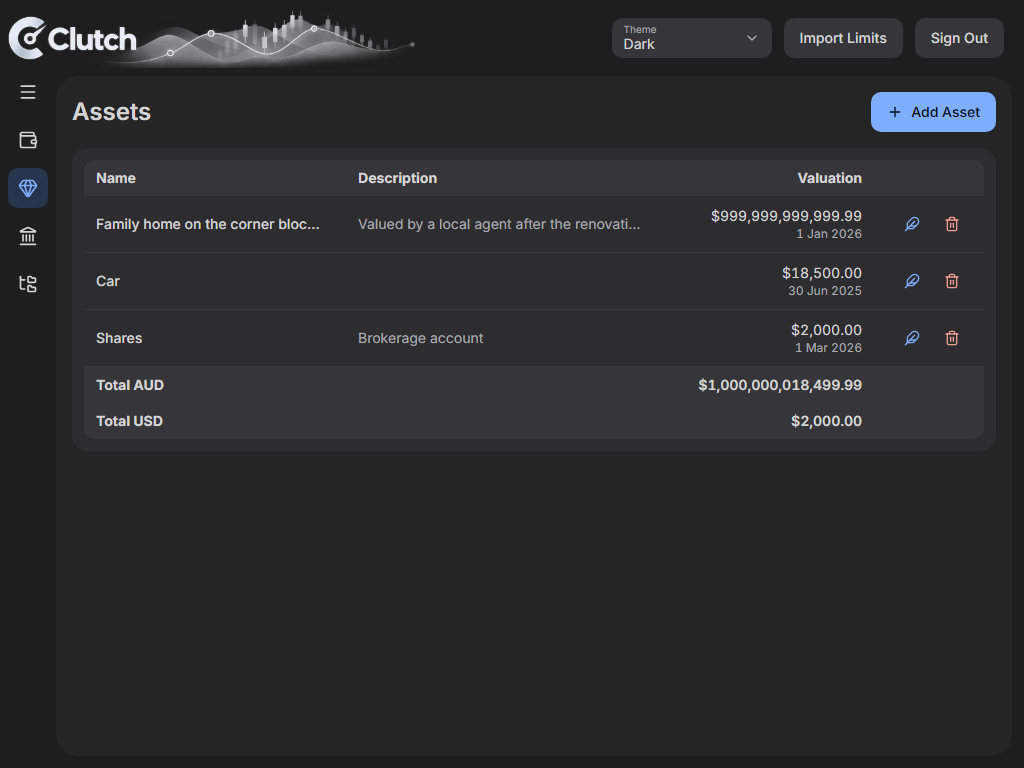 Clutch
Theme
Dark
Import Limits
Sign Out
Assets
Add Asset
Name Description Valuation
Family home on the corner bloc... Valued by a local agent after the renovati... $999,999,999,999.99
1 Jan 2026
Car $18,500.00
30 Jun 2025
Shares Brokerage account $2,000.00
1 Mar 2026
Total AUD $1,000,000,018,499.99
Total USD $2,000.00